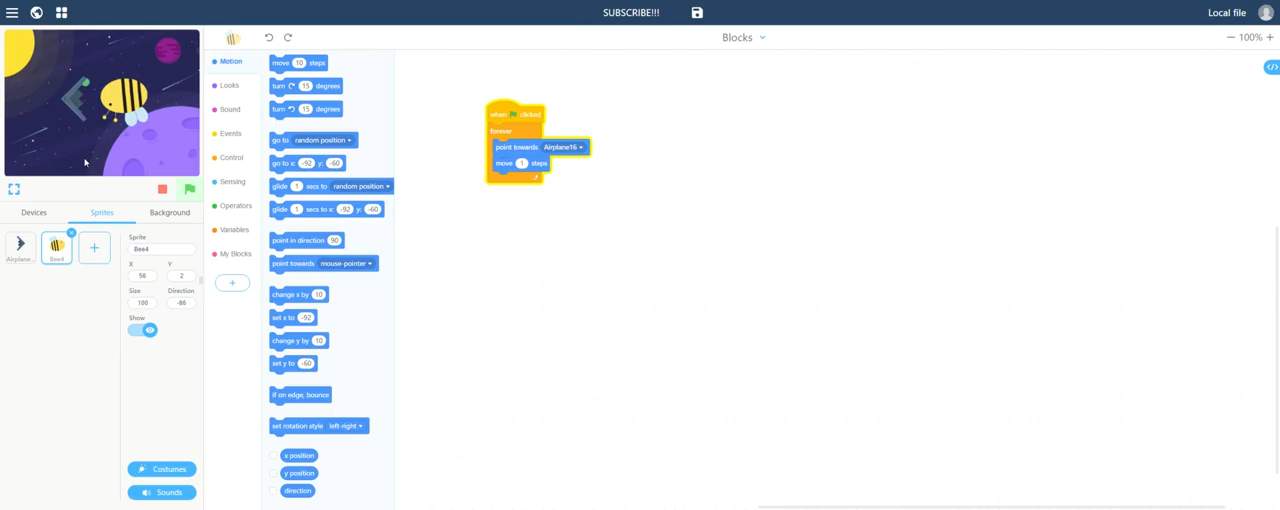 SUBSCRIBE!!!
Local file
Blocks
100%
Motion
Looks
Sound
Events
Control
Sensing
Operators
Variables
My Blocks
move 10 steps
turn 15 degrees
turn 15 degrees
go to random position
go to x: -92 y: -60
glide 1 secs to random position
glide 1 secs to x: -92 y: -60
point in direction 90
point towards mouse-pointer
change x by 10
set x to -92
change y by 10
set y to -60
if on edge, bounce
set rotation style left-right
x position
y position
direction
when clicked
forever
point towards Airplane16
move 1 steps
Devices
Sprites
Background
Airplane...
Bee4
Sprite
Bee4
X Y
56 2
Size Direction
100 -86
Show
Costumes
Sounds